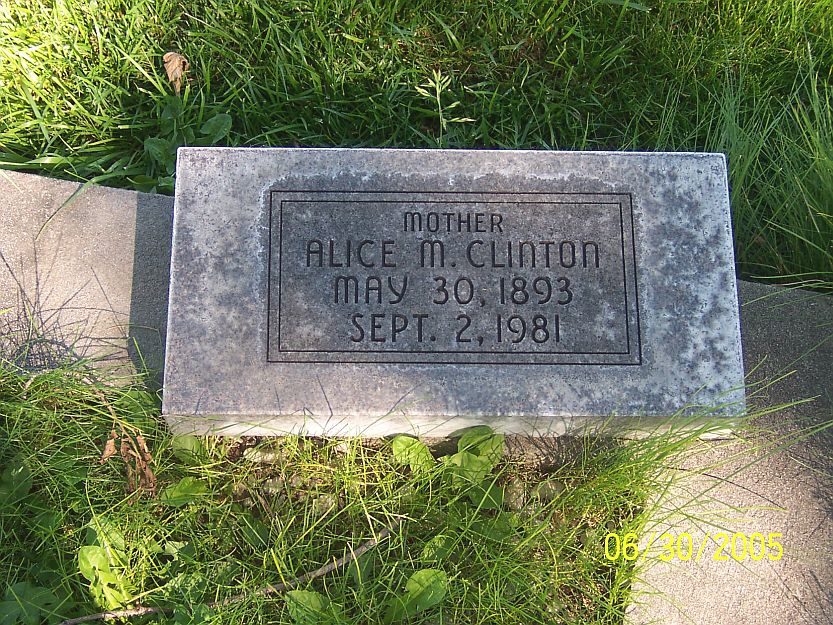 MOTHER
ALICE M. CLINTON
MAY 30, 1893
SEPT. 2, 1981
06/30/2005